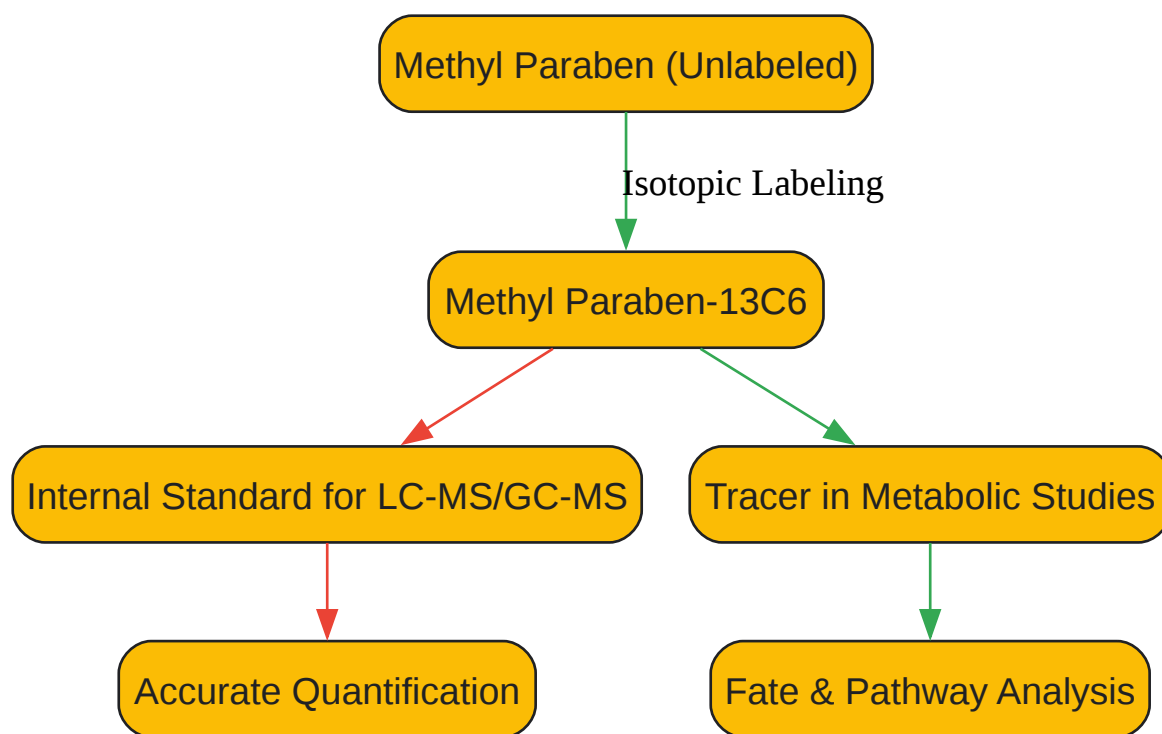 Methyl Paraben (Unlabeled)
Isotopic Labeling
Methyl Paraben-13C6
Internal Standard for LC-MS/GC-MS
Tracer in Metabolic Studies
Accurate Quantification
Fate & Pathway Analysis